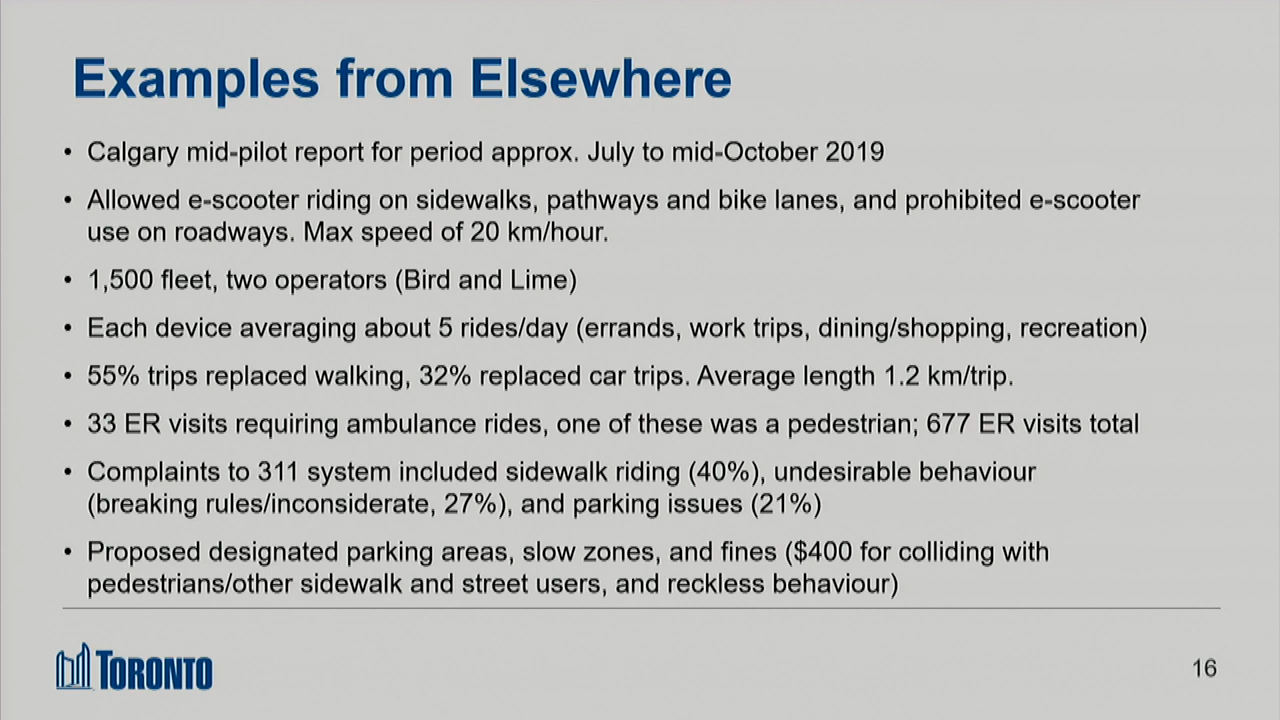 Examples from Elsewhere
• Calgary mid-pilot report for period approx. July to mid-October 2019
• Allowed e-scooter riding on sidewalks, pathways and bike lanes, and prohibited e-scooter
use on roadways. Max speed of 20 km/hour.
• 1,500 fleet, two operators (Bird and Lime)
• Each device averaging about 5 rides/day (errands, work trips, dining/shopping, recreation)
• 55% trips replaced walking, 32% replaced car trips. Average length 1.2 km/trip.
• 33 ER visits requiring ambulance rides, one of these was a pedestrian; 677 ER visits total
• Complaints to 311 system included sidewalk riding (40%), undesirable behaviour
(breaking rules/inconsiderate, 27%), and parking issues (21%)
• Proposed designated parking areas, slow zones, and fines ($400 for colliding with
pedestrians/other sidewalk and street users, and reckless behaviour)
TORONTO
16